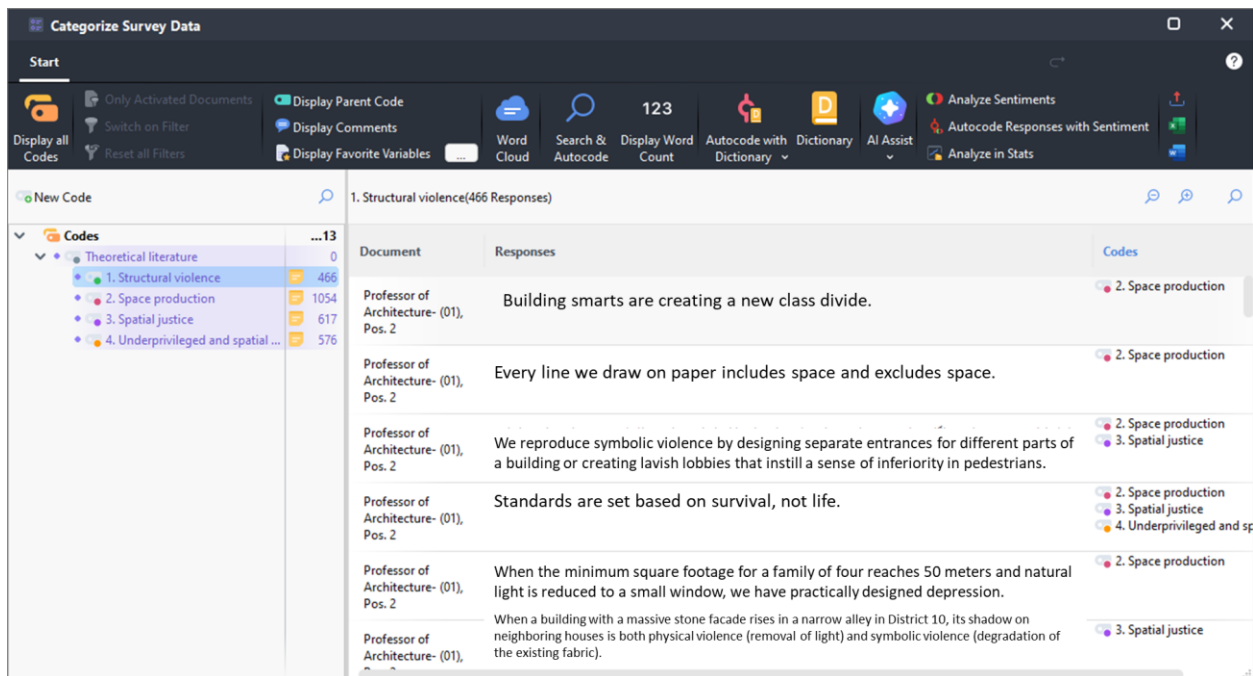 Categorize Survey Data
Start
Display all
Codes
Only Activated Documents
Switch on Filter
Reset all Filters
Display Parent Code
Display Comments
Display Favorite Variables
...
Word
Cloud
Search &
Autocode
123
Display Word
Count
Autocode with
Dictionary
D
Dictionary
AI Assist
Analyze Sentiments
Autocode Responses with Sentiment
Analyze in Stats
?
New Code
Codes ...13
Theoretical literature 0
1. Structural violence 466
2. Space production 1054
3. Spatial justice 617
4. Underprivileged and spatial ... 576
1. Structural violence(466 Responses)
Document Responses Codes
Professor of
Architecture- (01),
Pos. 2
Building smarts are creating a new class divide.
2. Space production
Professor of
Architecture- (01),
Pos. 2
Every line we draw on paper includes space and excludes space.
2. Space production
Professor of
Architecture- (01),
Pos. 2
We reproduce symbolic violence by designing separate entrances for different parts of
a building or creating lavish lobbies that instill a sense of inferiority in pedestrians.
2. Space production
3. Spatial justice
Professor of
Architecture- (01),
Pos. 2
Standards are set based on survival, not life.
2. Space production
3. Spatial justice
4. Underprivileged and sp
Professor of
Architecture- (01),
Pos. 2
When the minimum square footage for a family of four reaches 50 meters and natural
light is reduced to a small window, we have practically designed depression.
2. Space production
Professor of
Architecture- (01),
When a building with a massive stone facade rises in a narrow alley in District 10, its shadow on
neighboring houses is both physical violence (removal of light) and symbolic violence (degradation of
the existing fabric).
3. Spatial justice